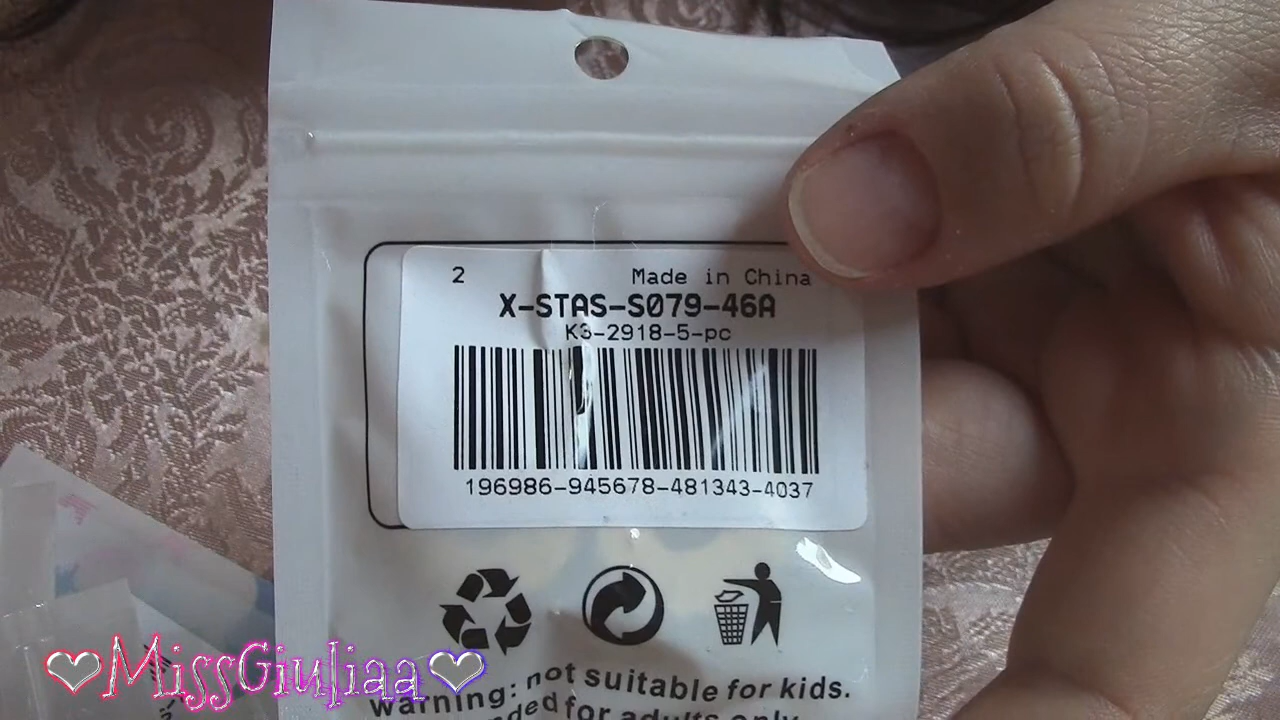 2 Made in China
X-STAS-S079-46A
K3-2918-5-pc
196986-945678-481343-4037
warning: not suitable for kids.
for adults only
MissGiuliaa